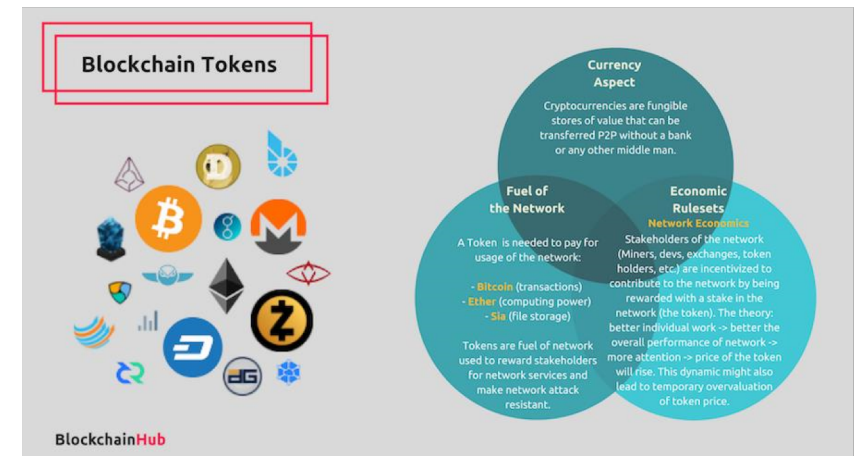 Blockchain Tokens
BlockchainHub
Currency
Aspect
Cryptocurrencies are fungible
stores of value that can be
transferred P2P without a bank
or any other middle man.
Fuel of
the Network
A Token is needed to pay for
usage of the network:
- Bitcoin (transactions)
- Ether (computing power)
- Sia (file storage)
Tokens are fuel of network
used to reward stakeholders
for network services and
make network attack
resistant.
Economic
Rulesets
Network Economics
Stakeholders of the network
(Miners, devs, exchanges, token
holders, etc.) are incentivized to
contribute to the network by being
rewarded with a stake in the
network (the token). The theory:
better individual work -> better the
overall performance of network ->
more attention -> price of the token
will rise. This dynamic might also
lead to temporary overvaluation
of token price.